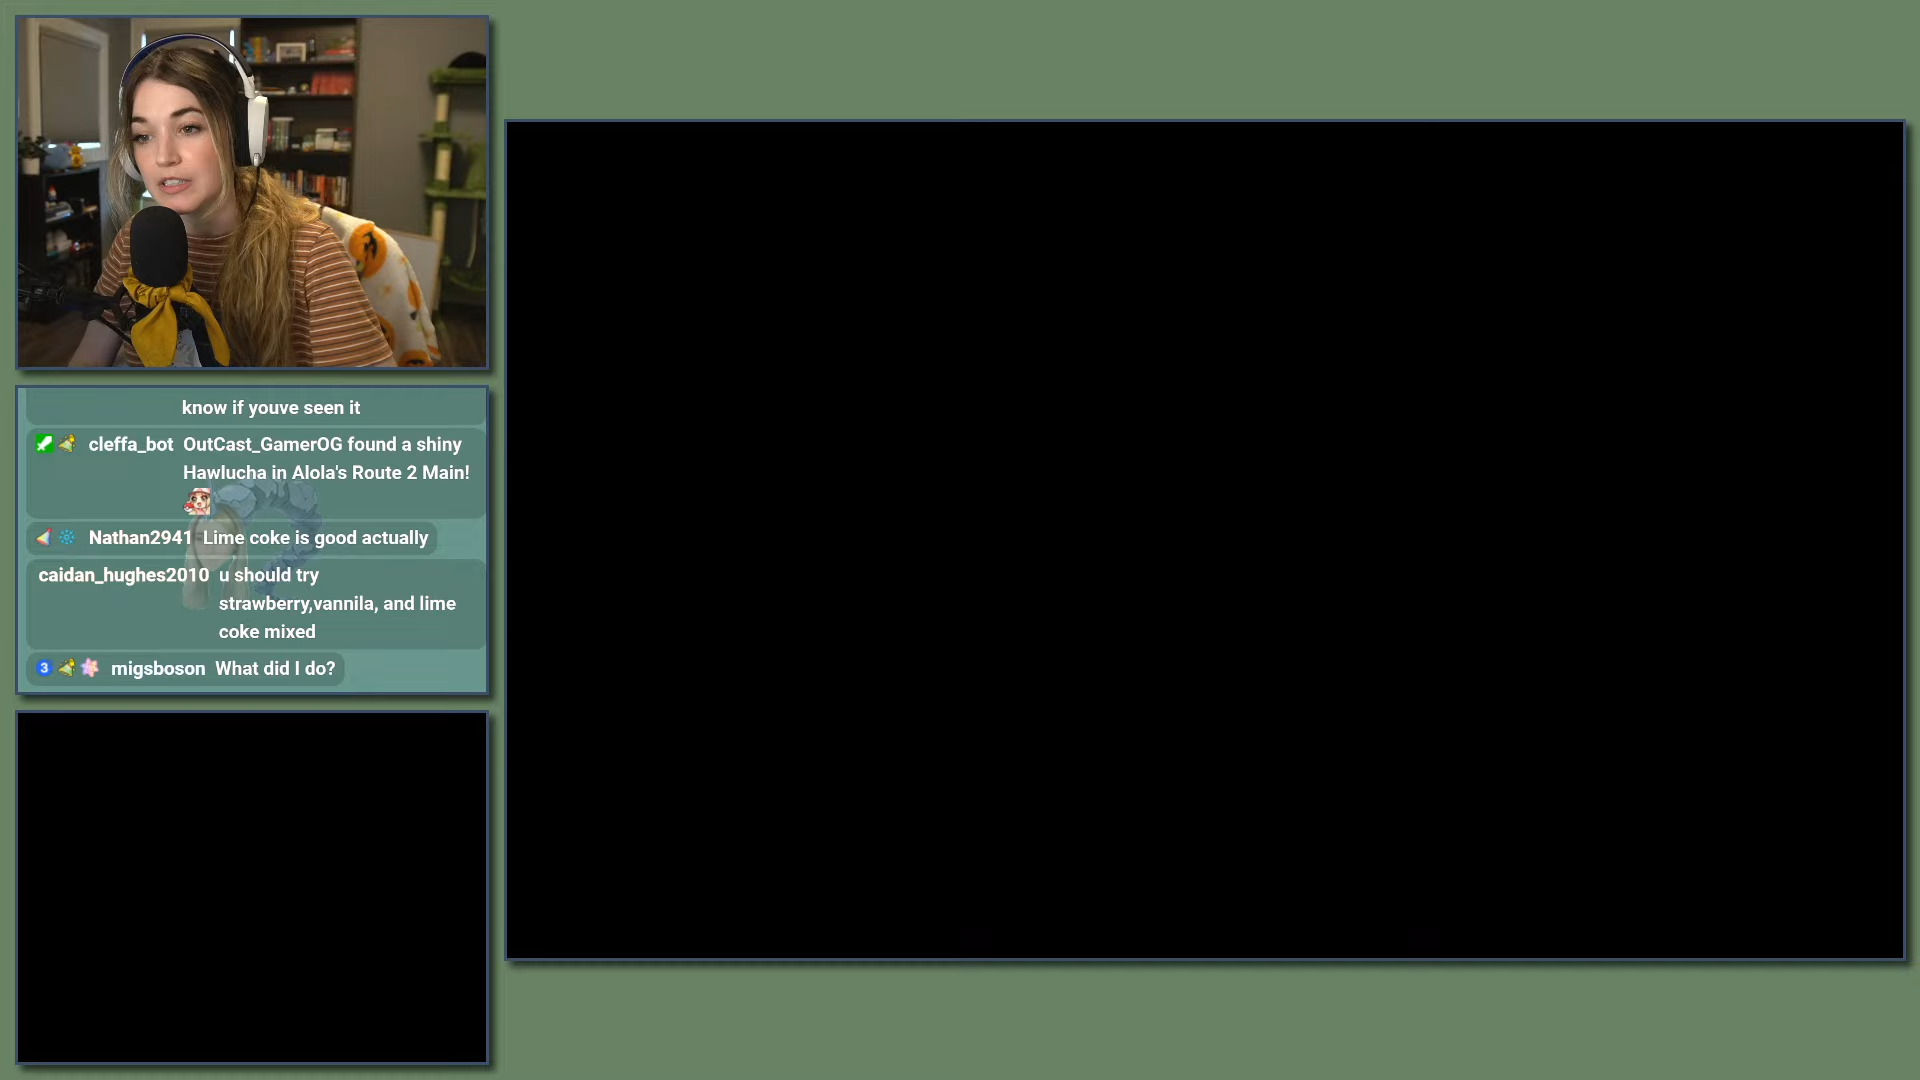 know if youve seen it
cleffa_bot OutCast_GamerOG found a shiny
Hawlucha in Alola's Route 2 Main!
Nathan2941 Lime coke is good actually
caidan_hughes2010 u should try
strawberry,vannila, and lime
coke mixed
3 migsboson What did I do?